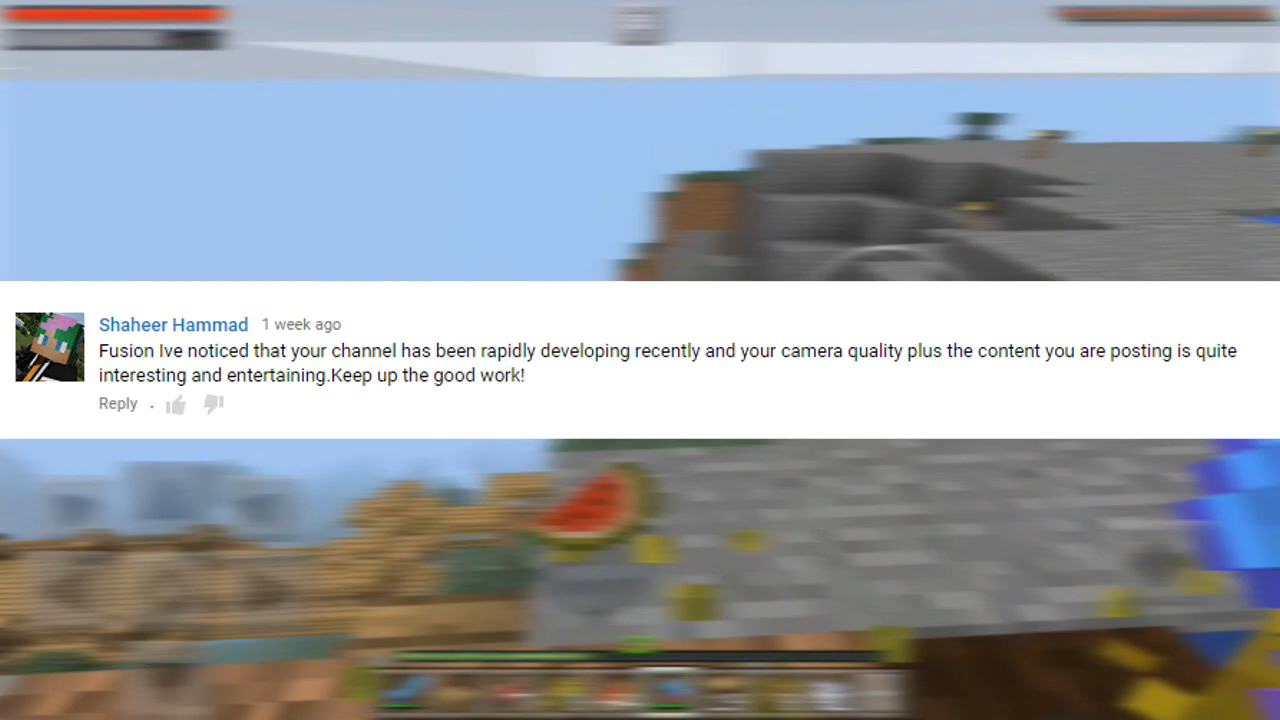 Shaheer Hammad 1 week ago
Fusion Ive noticed that your channel has been rapidly developing recently and your camera quality plus the content you are posting is quite
interesting and entertaining.Keep up the good work!
Reply .